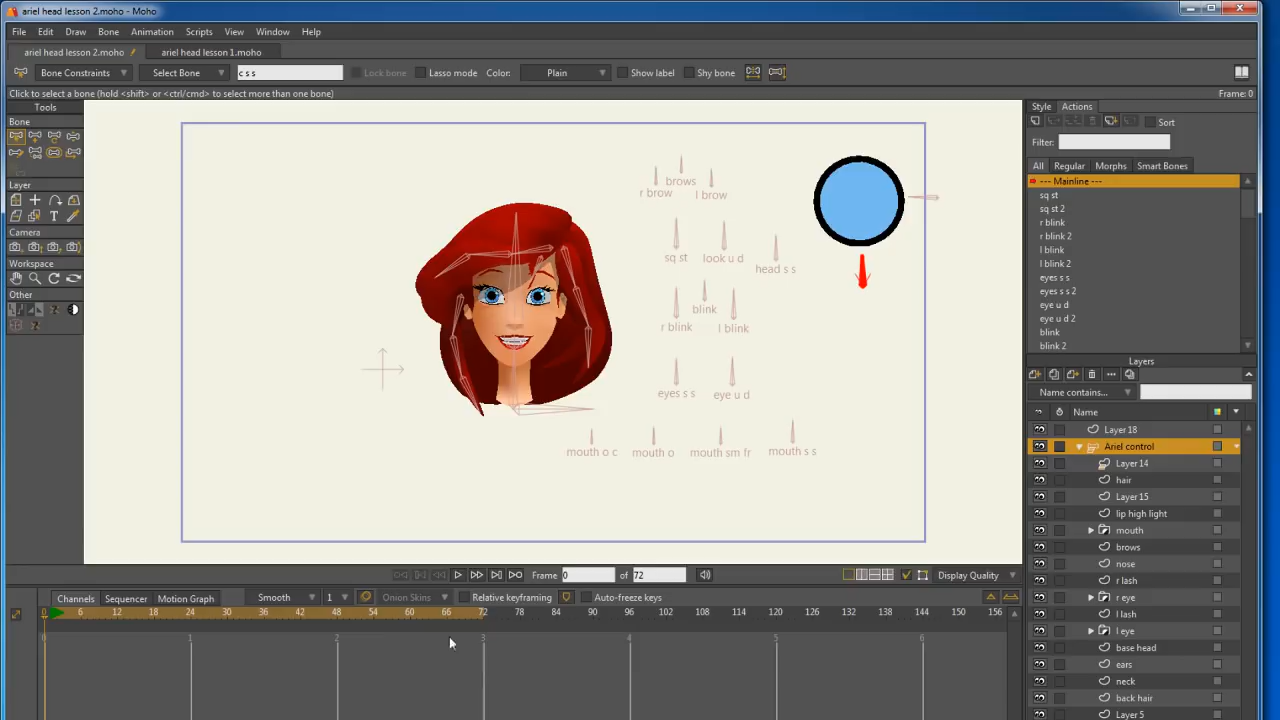 ariel head lesson 2.moho - Moho
File Edit Draw Bone Animation Scripts View Window Help
ariel head lesson 2.moho ariel head lesson 1.moho
Bone Constraints Select Bone c s s Lock bone Lasso mode Color: Plain Show label Shy bone
Click to select a bone (hold <shift> or <ctrl/cmd> to select more than one bone) Frame: 0
Tools
Bone
Layer
Camera
Workspace
Other
brows
r brow l brow
sq st look u d head s s
blink
r blink l blink
eyes s s eye u d
mouth o c mouth o mouth sm fr mouth s s
Style Actions
Sort
Filter:
All Regular Morphs Smart Bones
--- Mainline ---
sq st
sq st 2
r blink
r blink 2
l blink
l blink 2
eyes s s
eyes s s 2
eye u d
eye u d 2
blink
blink 2
Layers
Name contains...
Name
Layer 18
Ariel control
Layer 14
hair
Layer 15
lip high light
mouth
brows
nose
r lash
r eye
l lash
l eye
base head
ears
neck
back hair
Layer 5
Frame 0 of 72 Display Quality
Channels Sequencer Motion Graph Smooth 1 Onion Skins Relative keyframing Auto-freeze keys
0 6 12 18 24 30 36 42 48 54 60 66 72 78 84 90 96 102 108 114 120 126 132 138 144 150 156
0 1 2 3 4 5 6